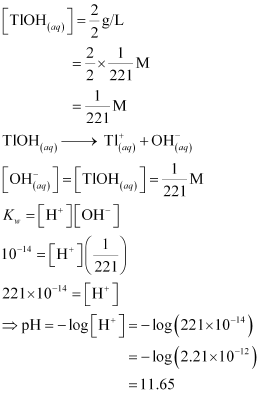 [TlOH(aq)] = 2/2 g/L
= 2/2 × 1/221 M
= 1/221 M
TlOH(aq) ⟶ Tl⁺(aq) + OH⁻(aq)
[OH⁻(aq)] = [TlOH(aq)] = 1/221 M
K_w = [H⁺][OH⁻]
10⁻¹⁴ = [H⁺](1/221)
221×10⁻¹⁴ = [H⁺]
⇒ pH = −log[H⁺] = −log(221×10⁻¹⁴)
= −log(2.21×10⁻¹²)
= 11.65